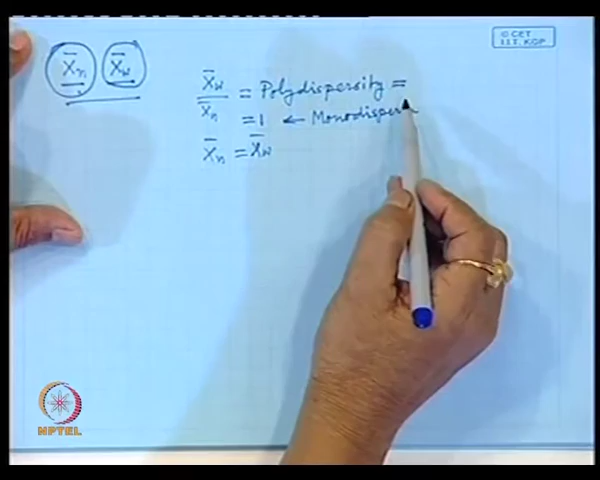 © CET
I.I.T. KGP
X̄n X̄w
X̄w / X̄n = Polydispersity =
= 1 ← Monodisper
X̄n = X̄w
NPTEL